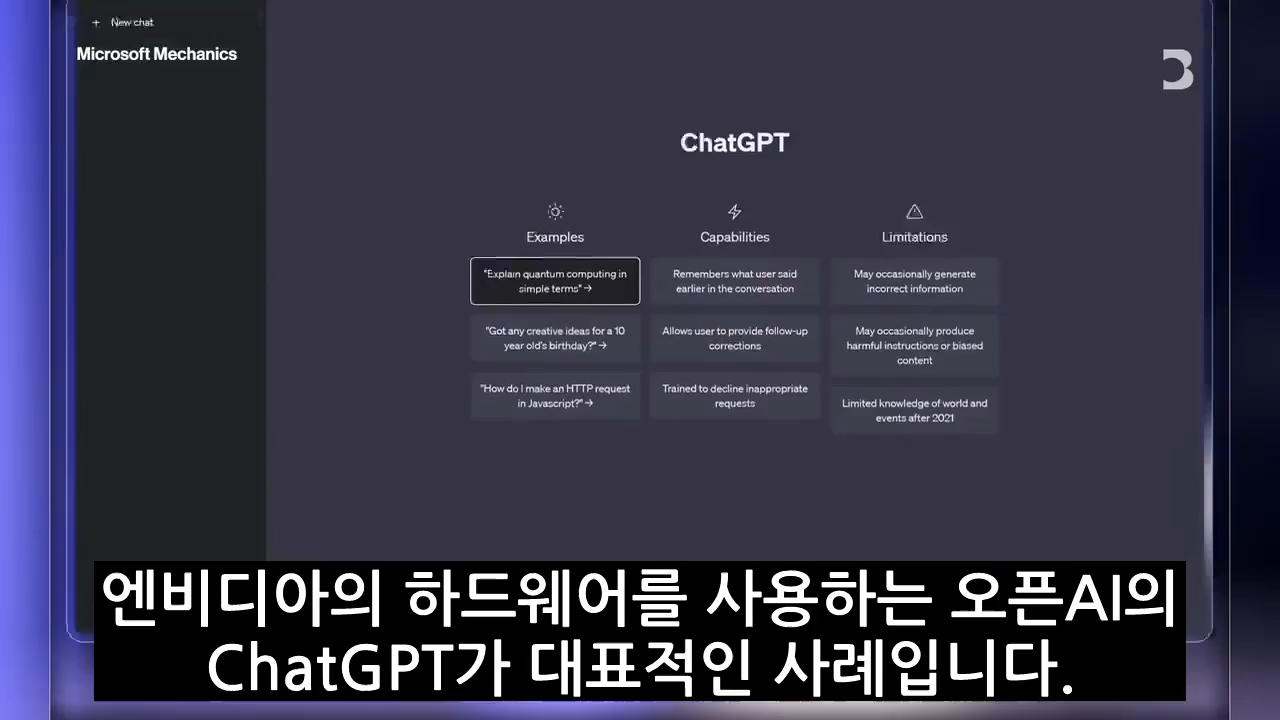 + New chat
Microsoft Mechanics
ChatGPT
Examples
"Explain quantum computing in
simple terms" →
"Got any creative ideas for a 10
year old's birthday?" →
"How do I make an HTTP request
in Javascript?" →
Capabilities
Remembers what user said
earlier in the conversation
Allows user to provide follow-up
corrections
Trained to decline inappropriate
requests
Limitations
May occasionally generate
incorrect information
May occasionally produce
harmful instructions or biased
content
Limited knowledge of world and
events after 2021
엔비디아의 하드웨어를 사용하는 오픈AI의
ChatGPT가 대표적인 사례입니다.